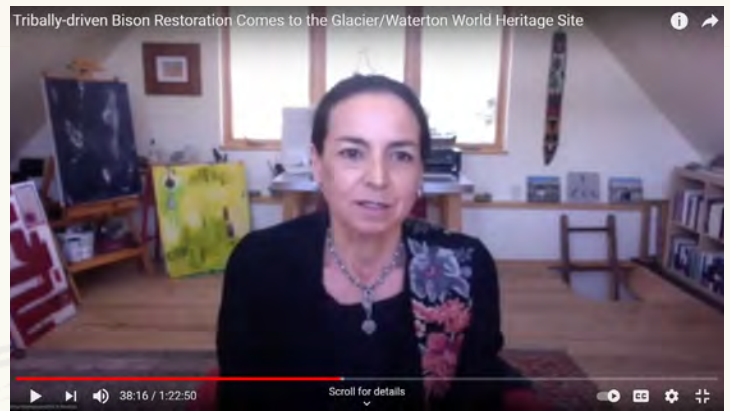 Tribally-driven Bison Restoration Comes to the Glacier/Waterton World Heritage Site
38:16 / 1:22:50
Scroll for details
CC